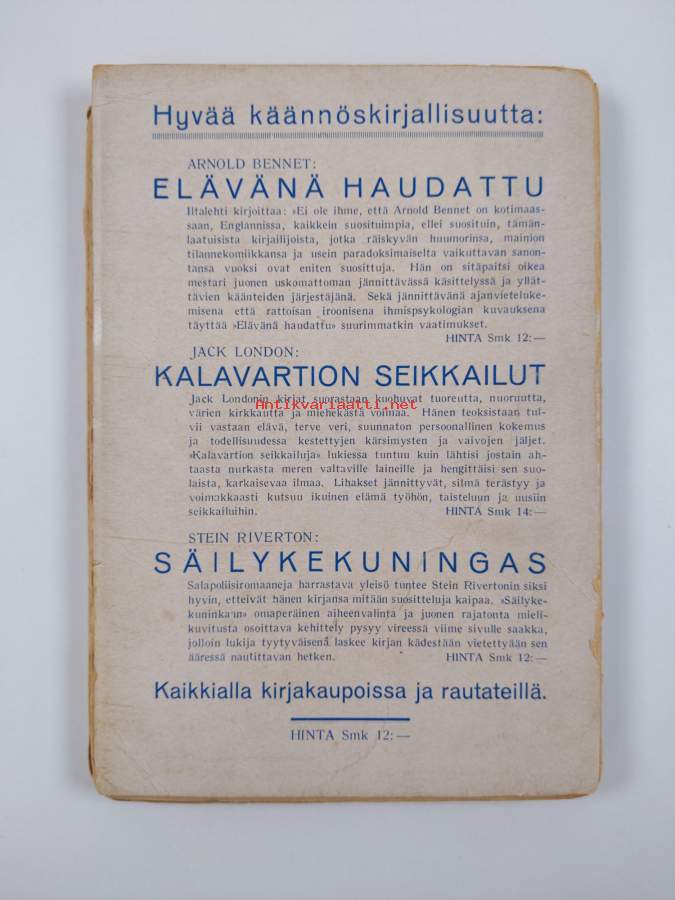 Hyvää käännöskirjallisuutta:
ARNOLD BENNET:
ELÄVÄNÄ HAUDATTU
Iltalehti kirjoittaa: »Ei ole ihme, että Arnold Bennet on kotimaas-
saan, Englannissa, kaikkein suosituimpia, ellei suosituin, tämän-
laatuisista kirjailijoista, jotka räiskyvän huumorinsa, mainion
tilannekomiikkansa ja usein paradoksimaiselta vaikuttavan sanon-
tansa vuoksi ovat eniten suosittuja. Hän on sitäpaitsi oikea
mestari juonen uskomattoman jännittävässä käsittelyssä ja yllät-
tävien käänteiden järjestäjänä. Sekä jännittävänä ajanvieteluke-
misena että rattoisan iroonisena ihmispsykologian kuvauksena
täyttää »Elävänä haudattu» suurimmatkin vaatimukset.
HINTA Smk 12:—
JACK LONDON:
KALAVARTION SEIKKAILUT
Jack Londonin kirjat suorastaan kuohuvat tuoreutta, nuoruutta,
Antikvariaatti.net
värien kirkkautta ja miehekästä voimaa. Hänen teoksistaan tul-
vii vastaan elävä, terve veri, suunnaton persoonallinen kokemus
ja todellisuudessa kestettyjen kärsimysten ja vaivojen jäljet.
»Kalavartion seikkailuja» lukiessa tuntuu kuin lähtisi jostain ah-
taasta nurkasta meren valtaville laineille ja hengittäisi sen suo-
laista, karkaisevaa ilmaa. Lihakset jännittyvät, silmä terästyy ja
voimakkaasti kutsuu ikuinen elämä työhön, taisteluun ja uusiin
seikkailuihin. HINTA Smk 14:—
STEIN RIVERTON:
SÄILYKEKUNINGAS
Salapoliisiromaaneja harrastava yleisö tuntee Stein Rivertonin siksi
hyvin, etteivät hänen kirjansa mitään suositteluja kaipaa. »Säilyke-
kuninkaan» omaperäinen aiheenvalinta ja juonen rajatonta mieli-
kuvitusta osoittava kehittely pysyy vireessä viime sivulle saakka,
jolloin lukija tyytyväisenä laskee kirjan kädestään vietettyään sen
ääressä nautittavan hetken. HINTA Smk 12:—
Kaikkialla kirjakaupoissa ja rautateillä.
HINTA Smk 12:—